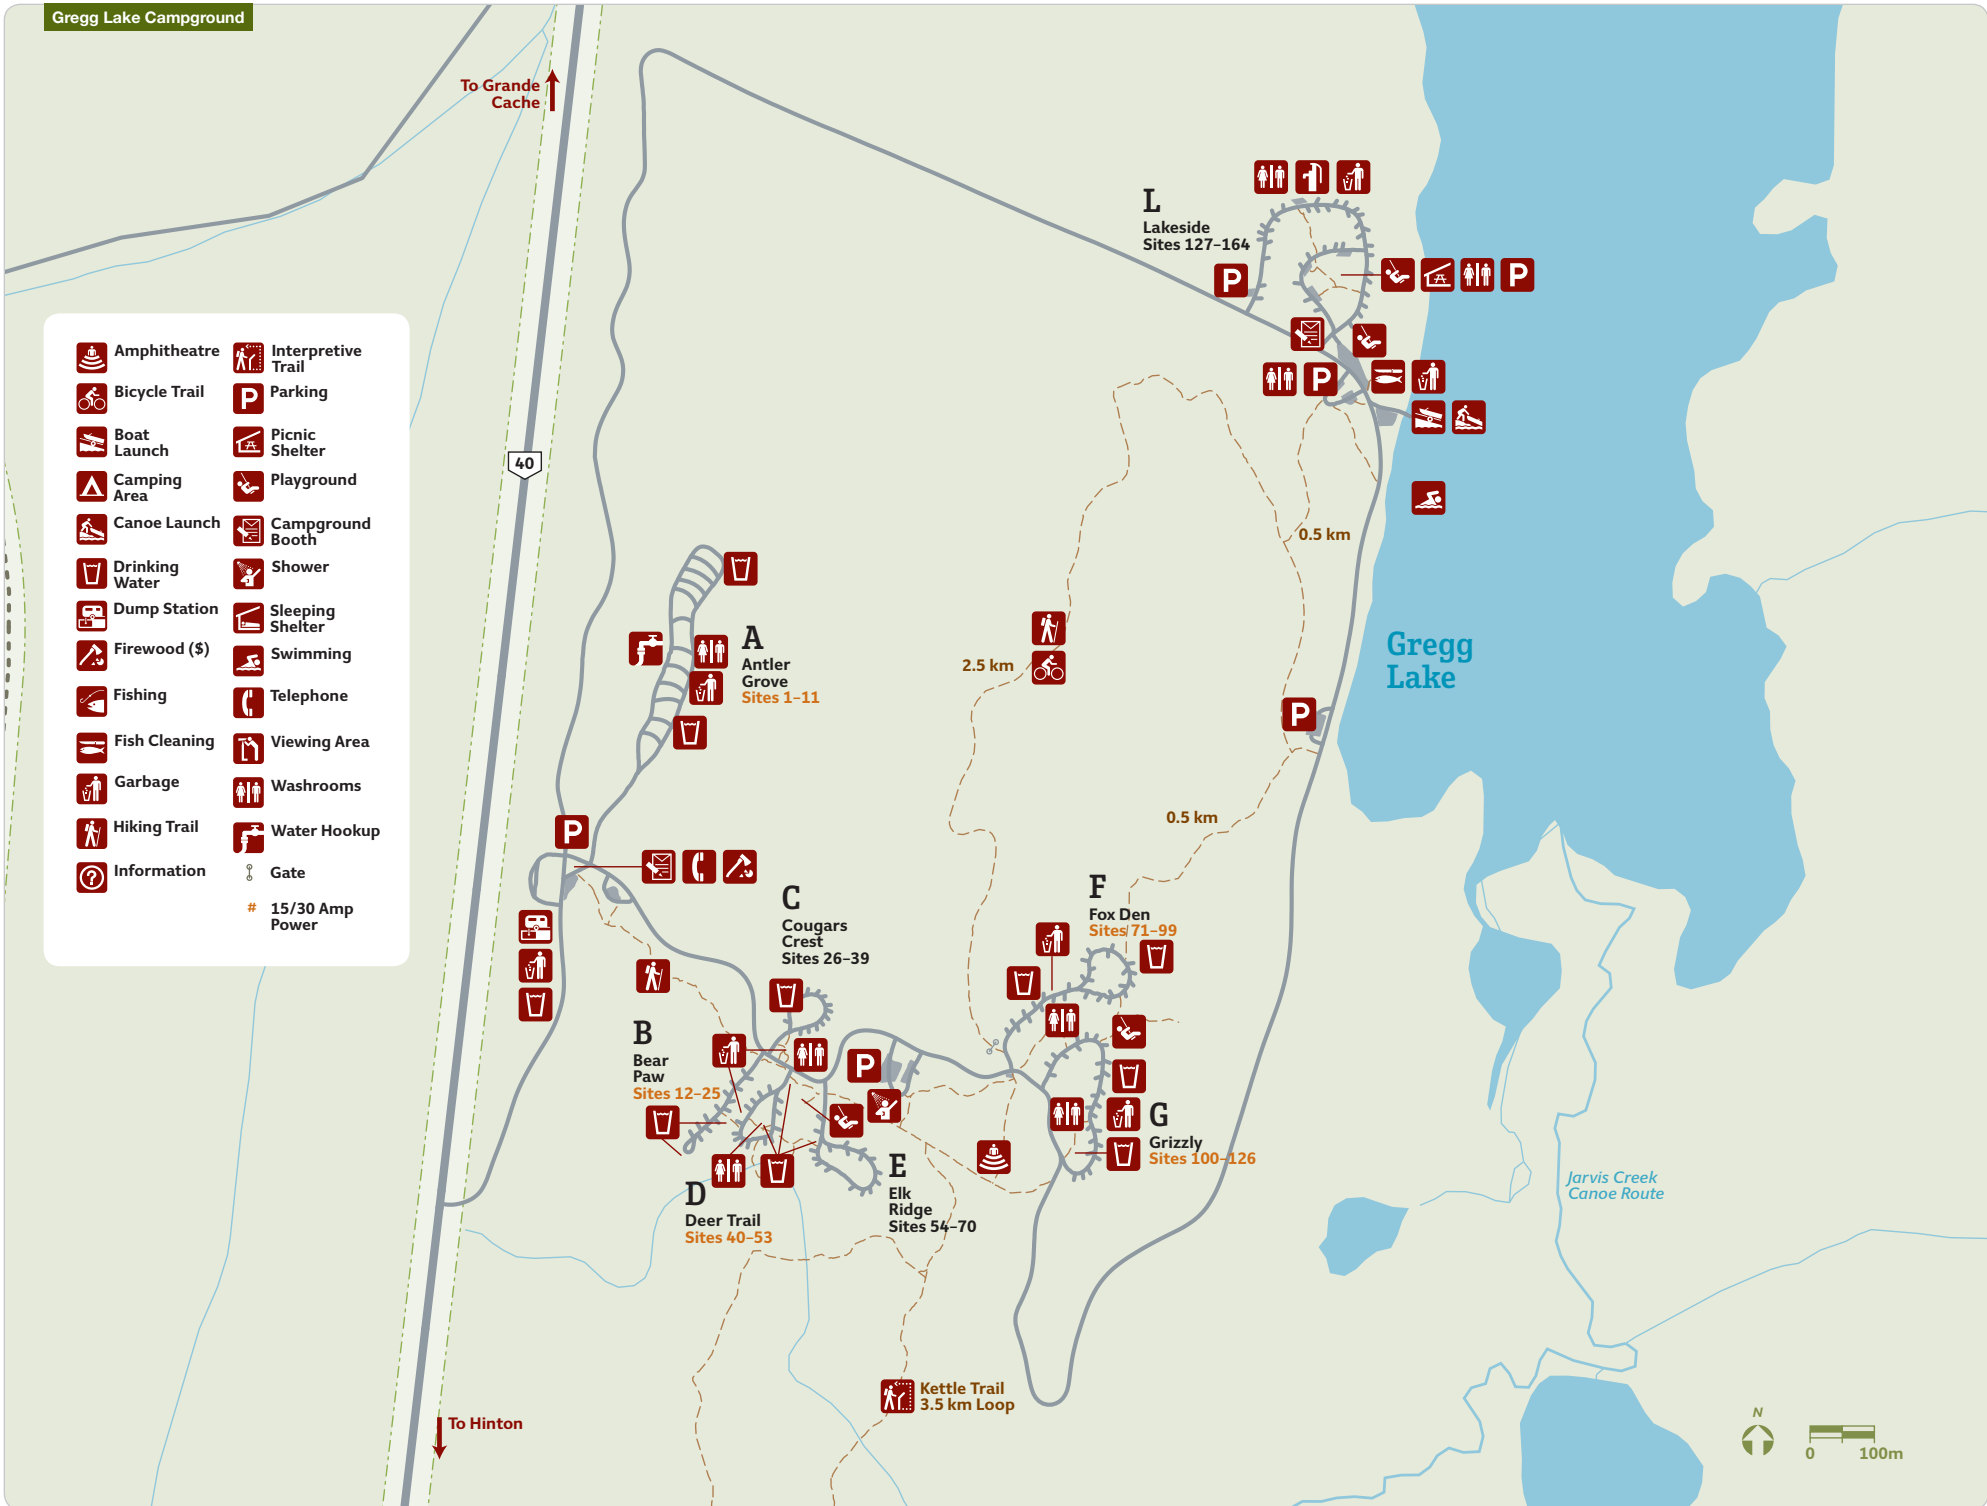 Gregg Lake Campground
To Grande
Cache
40
Amphitheatre
Bicycle Trail
Boat
Launch
Camping
Area
Canoe Launch
Drinking
Water
Dump Station
Firewood ($)
Fishing
Fish Cleaning
Garbage
Hiking Trail
? Information
Interpretive
Trail
P Parking
Picnic
Shelter
Playground
Campground
Booth
Shower
Sleeping
Shelter
Swimming
Telephone
Viewing Area
Washrooms
Water Hookup
Gate
# 15/30 Amp
Power
L
Lakeside
Sites 127–164
P
P
P
0.5 km
Gregg
Lake
A
Antler
Grove
Sites 1–11
2.5 km
P
0.5 km
P
C
Cougars
Crest
Sites 26–39
F
Fox Den
Sites 71–99
B
Bear
Paw
Sites 12–25
P
G
Grizzly
Sites 100–126
E
Elk
Ridge
Sites 54–70
D
Deer Trail
Sites 40–53
Jarvis Creek
Canoe Route
Kettle Trail
3.5 km Loop
To Hinton
N
0 100m